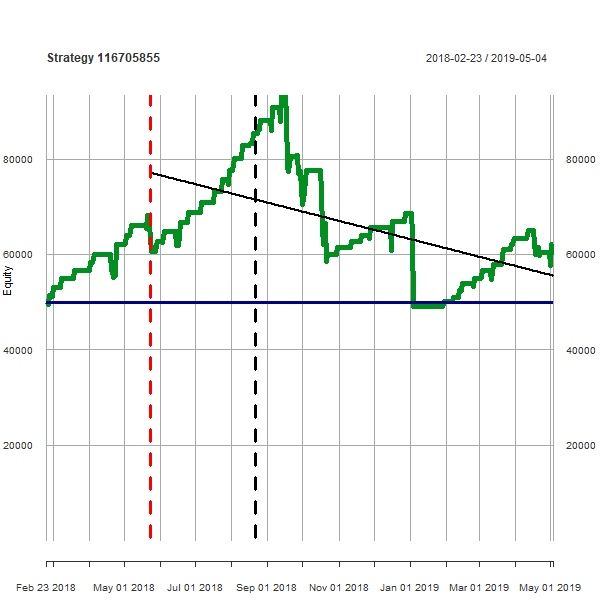 Strategy 116705855 2018-02-23 / 2019-05-04
80000 80000
60000 60000
Equity
40000 40000
20000 20000
Feb 23 2018 May 01 2018 Jul 01 2018 Sep 01 2018 Nov 01 2018 Jan 01 2019 Mar 01 2019 May 01 2019